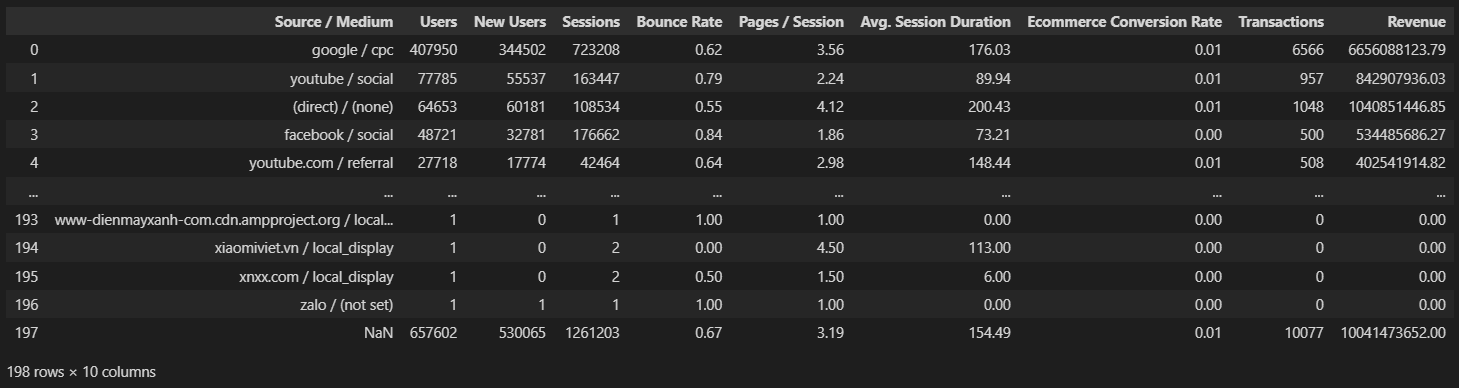 Source / Medium Users New Users Sessions Bounce Rate Pages / Session Avg. Session Duration Ecommerce Conversion Rate Transactions Revenue
0 google / cpc 407950 344502 723208 0.62 3.56 176.03 0.01 6566 6656088123.79
1 youtube / social 77785 55537 163447 0.79 2.24 89.94 0.01 957 842907936.03
2 (direct) / (none) 64653 60181 108534 0.55 4.12 200.43 0.01 1048 1040851446.85
3 facebook / social 48721 32781 176662 0.84 1.86 73.21 0.00 500 534485686.27
4 youtube.com / referral 27718 17774 42464 0.64 2.98 148.44 0.01 508 402541914.82
... ... ... ... ... ... ... ... ... ... ...
193 www-dienmayxanh-com.cdn.ampproject.org / local... 1 0 1 1.00 1.00 0.00 0.00 0 0.00
194 xiaomiviet.vn / local_display 1 0 2 0.00 4.50 113.00 0.00 0 0.00
195 xnxx.com / local_display 1 0 2 0.50 1.50 6.00 0.00 0 0.00
196 zalo / (not set) 1 1 1 1.00 1.00 0.00 0.00 0 0.00
197 NaN 657602 530065 1261203 0.67 3.19 154.49 0.01 10077 10041473652.00
198 rows × 10 columns